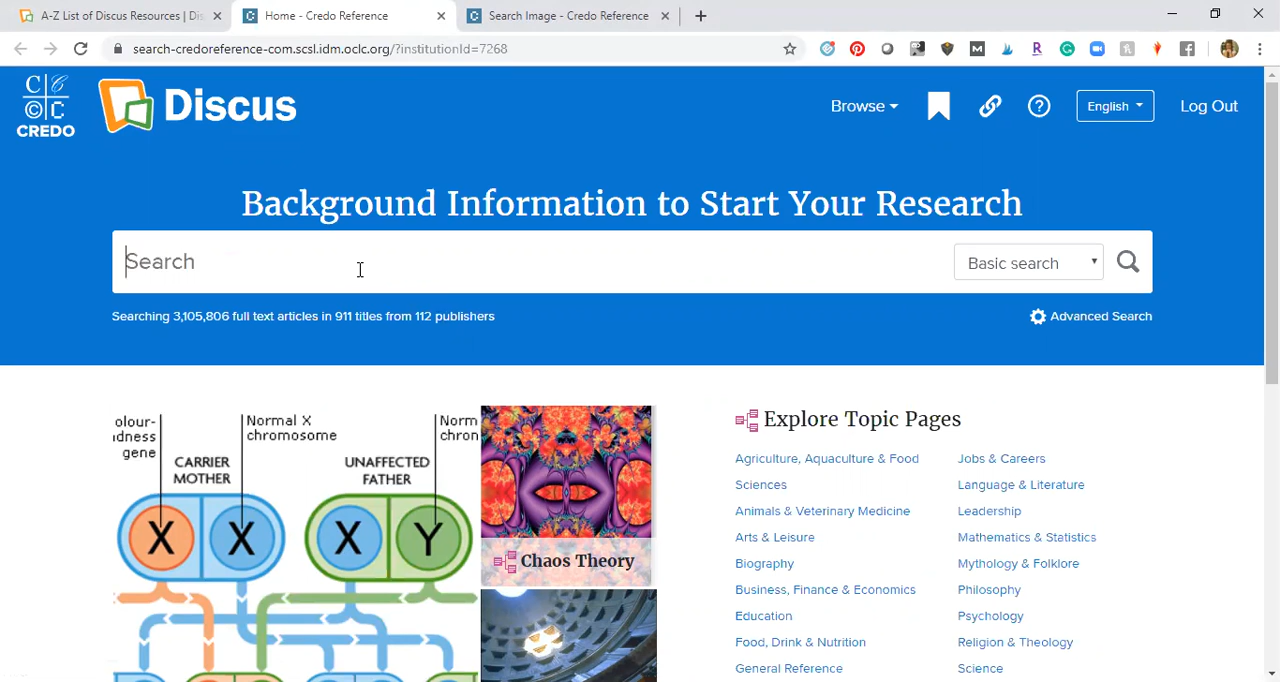 A-Z List of Discus Resources | Dis
Home - Credo Reference
Search Image - Credo Reference
search-credoreference-com.scsl.idm.oclc.org/?institutionId=7268
C C
© C
CREDO
Discus
Browse
English
Log Out
Background Information to Start Your Research
Search
Basic search
Searching 3,105,806 full text articles in 911 titles from 112 publishers
Advanced Search
olour-
ndness
gene
Normal X
chromosome
Norm
chron
CARRIER
MOTHER
UNAFFECTED
FATHER
X
X
X
Y
Chaos Theory
Explore Topic Pages
Agriculture, Aquaculture & Food
Sciences
Animals & Veterinary Medicine
Arts & Leisure
Biography
Business, Finance & Economics
Education
Food, Drink & Nutrition
General Reference
Jobs & Careers
Language & Literature
Leadership
Mathematics & Statistics
Mythology & Folklore
Philosophy
Psychology
Religion & Theology
Science